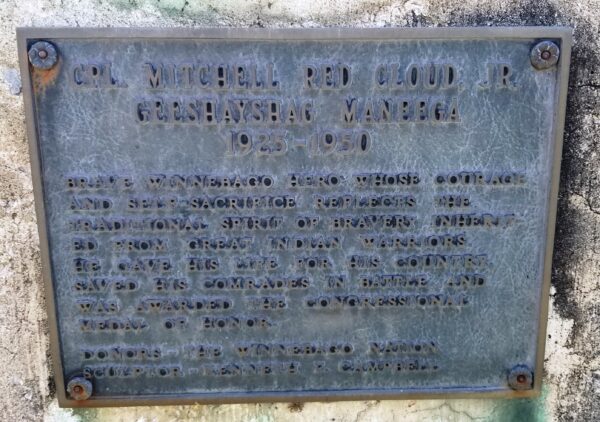 CPL. MITCHELL RED CLOUD, JR.
GEESHAYSHAG MANEEGA
1925-1950
BRAVE WINNEBAGO HERO WHOSE COURAGE
AND SELF-SACRIFICE REFLECTS THE
TRADITIONAL SPIRIT OF BRAVERY INHERIT
ED FROM GREAT INDIAN WARRIORS.
HE GAVE HIS LIFE FOR HIS COUNTRY,
SAVED HIS COMRADES IN BATTLE AND
WAS AWARDED THE CONGRESSIONAL
MEDAL OF HONOR.
DONORS - THE WINNEBAGO NATION
SCULPTOR - KENNETH F. CAMPBELL